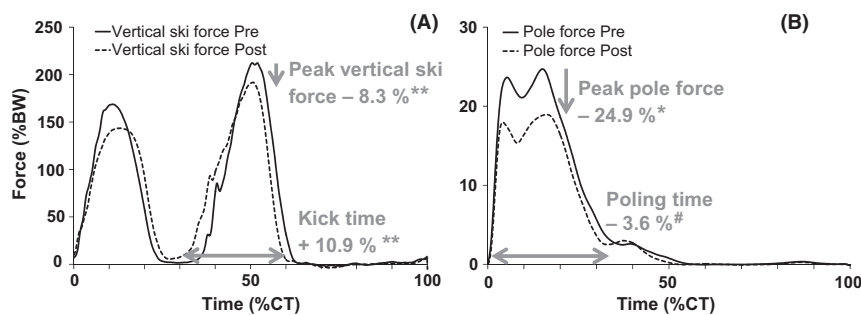 (A)
Vertical ski force Pre
Vertical ski force Post
Force (%BW)
250
200
150
100
50
0
Peak vertical ski
force – 8.3 %**
Kick time
+ 10.9 % **
0
50
100
Time (%CT)
(B)
Pole force Pre
Pole force Post
30
20
10
0
Peak pole force
– 24.9 %*
Poling time
– 3.6 %#
0
50
100
Time (%CT)